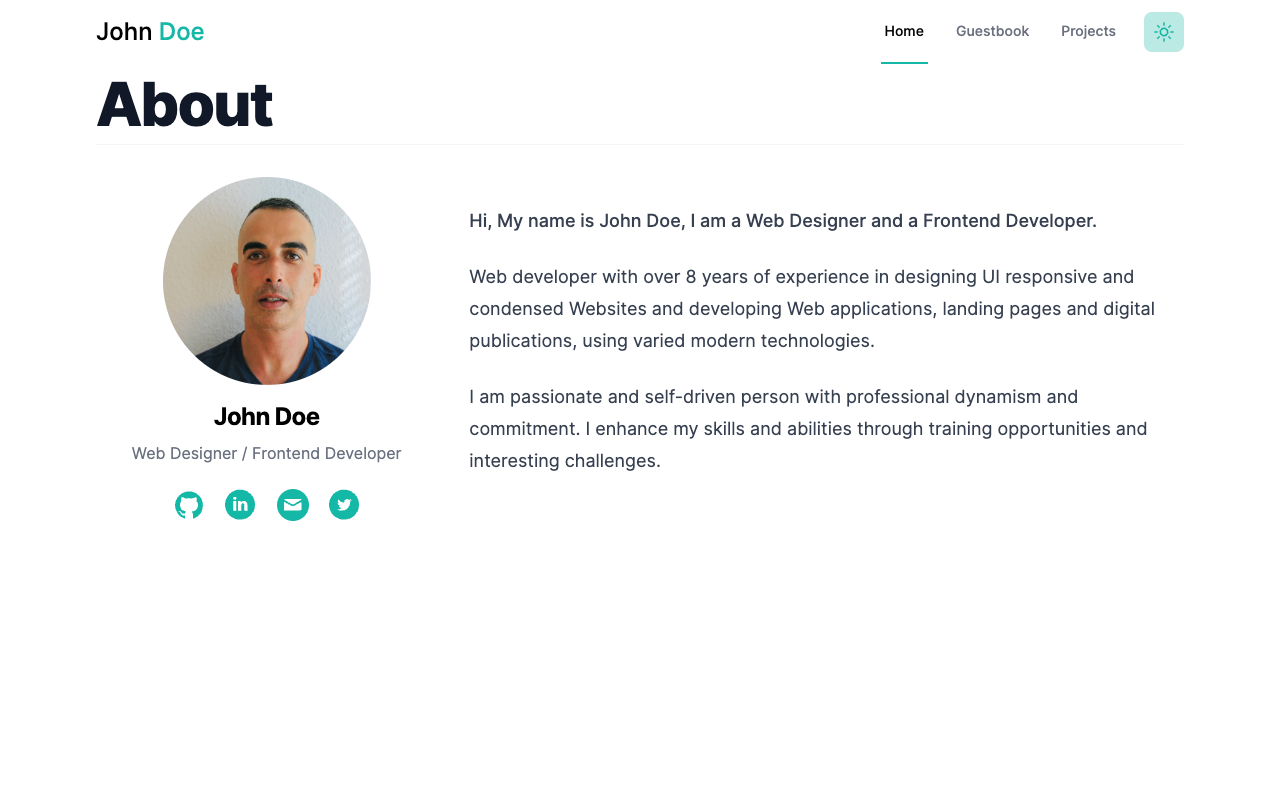 John Doe
Home
Guestbook
Projects
About
John Doe
Web Designer / Frontend Developer
in
Hi, My name is John Doe, I am a Web Designer and a Frontend Developer.
Web developer with over 8 years of experience in designing UI responsive and
condensed Websites and developing Web applications, landing pages and digital
publications, using varied modern technologies.
I am passionate and self-driven person with professional dynamism and
commitment. I enhance my skills and abilities through training opportunities and
interesting challenges.